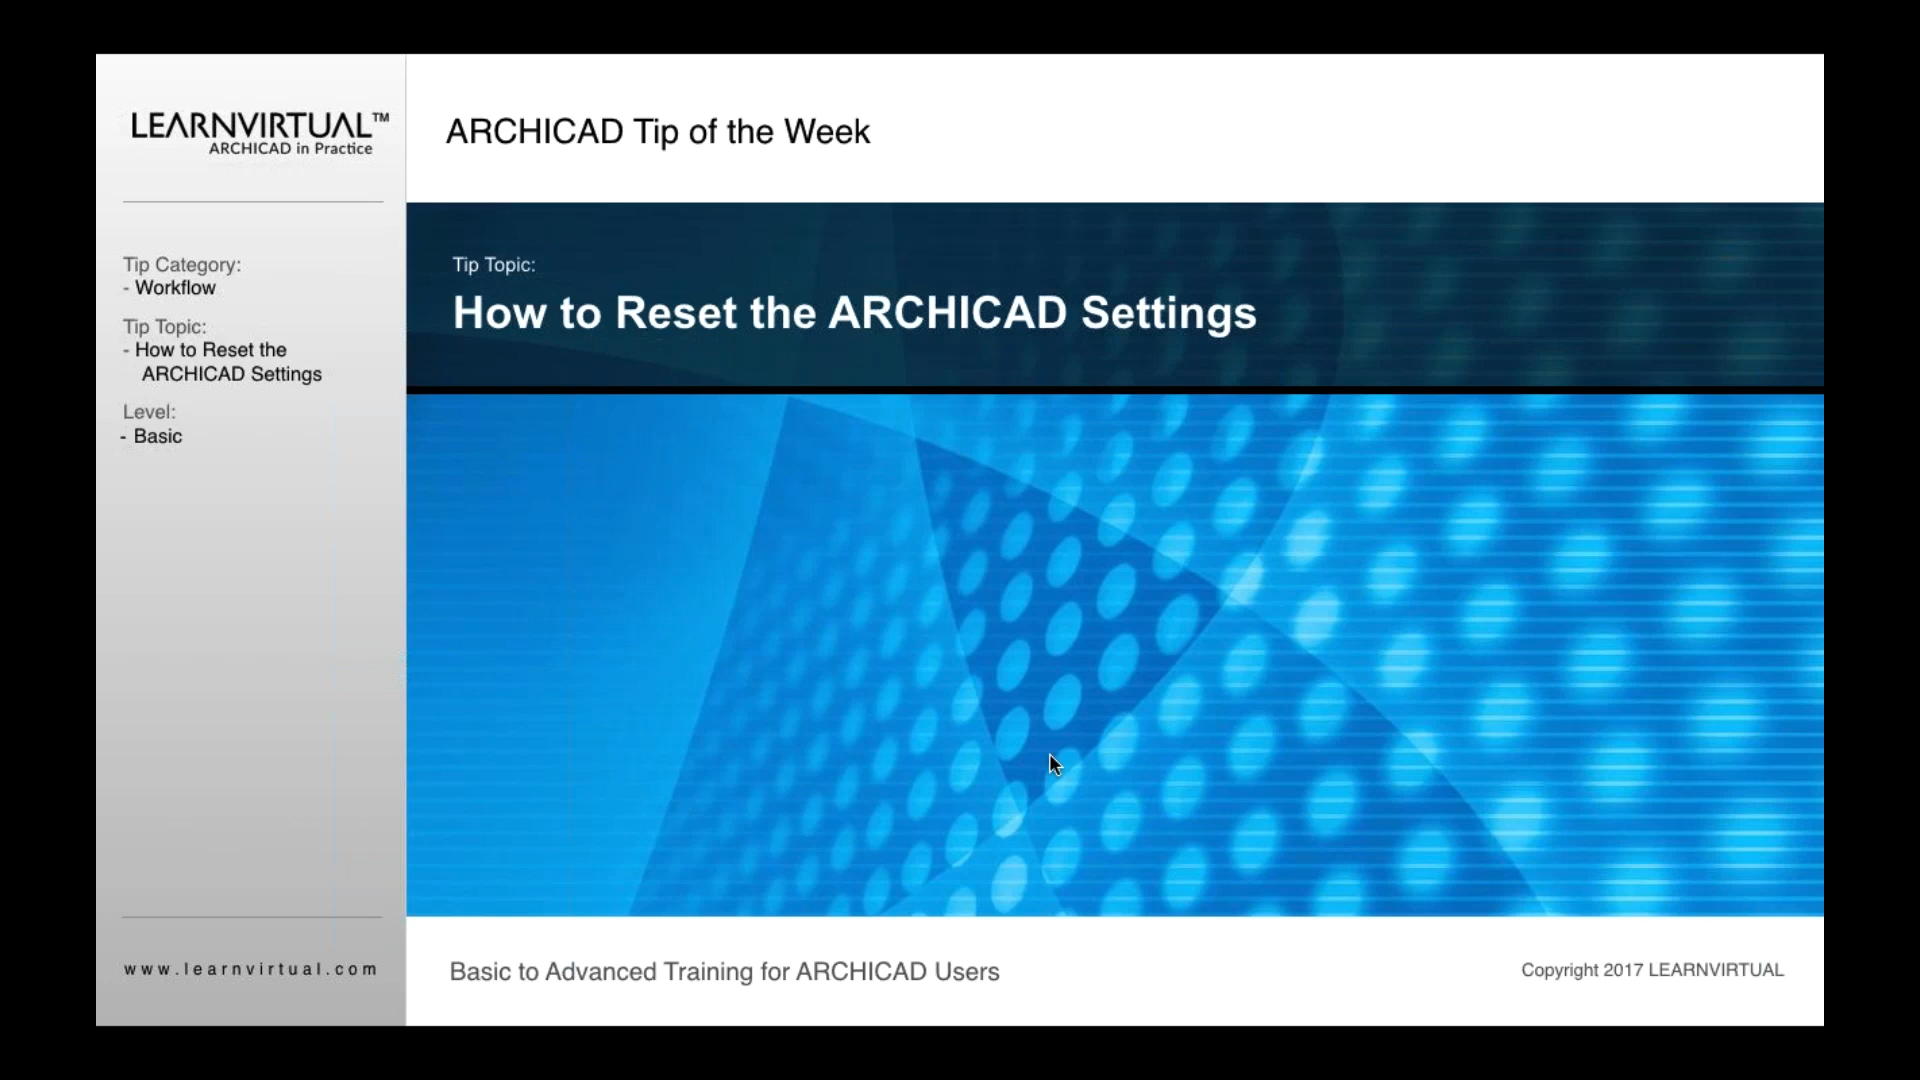 LEARNVIRTUAL™
ARCHICAD in Practice
Tip Category:
- Workflow
Tip Topic:
- How to Reset the
ARCHICAD Settings
Level:
- Basic
www.learnvirtual.com
ARCHICAD Tip of the Week
Tip Topic:
How to Reset the ARCHICAD Settings
Basic to Advanced Training for ARCHICAD Users
Copyright 2017 LEARNVIRTUAL